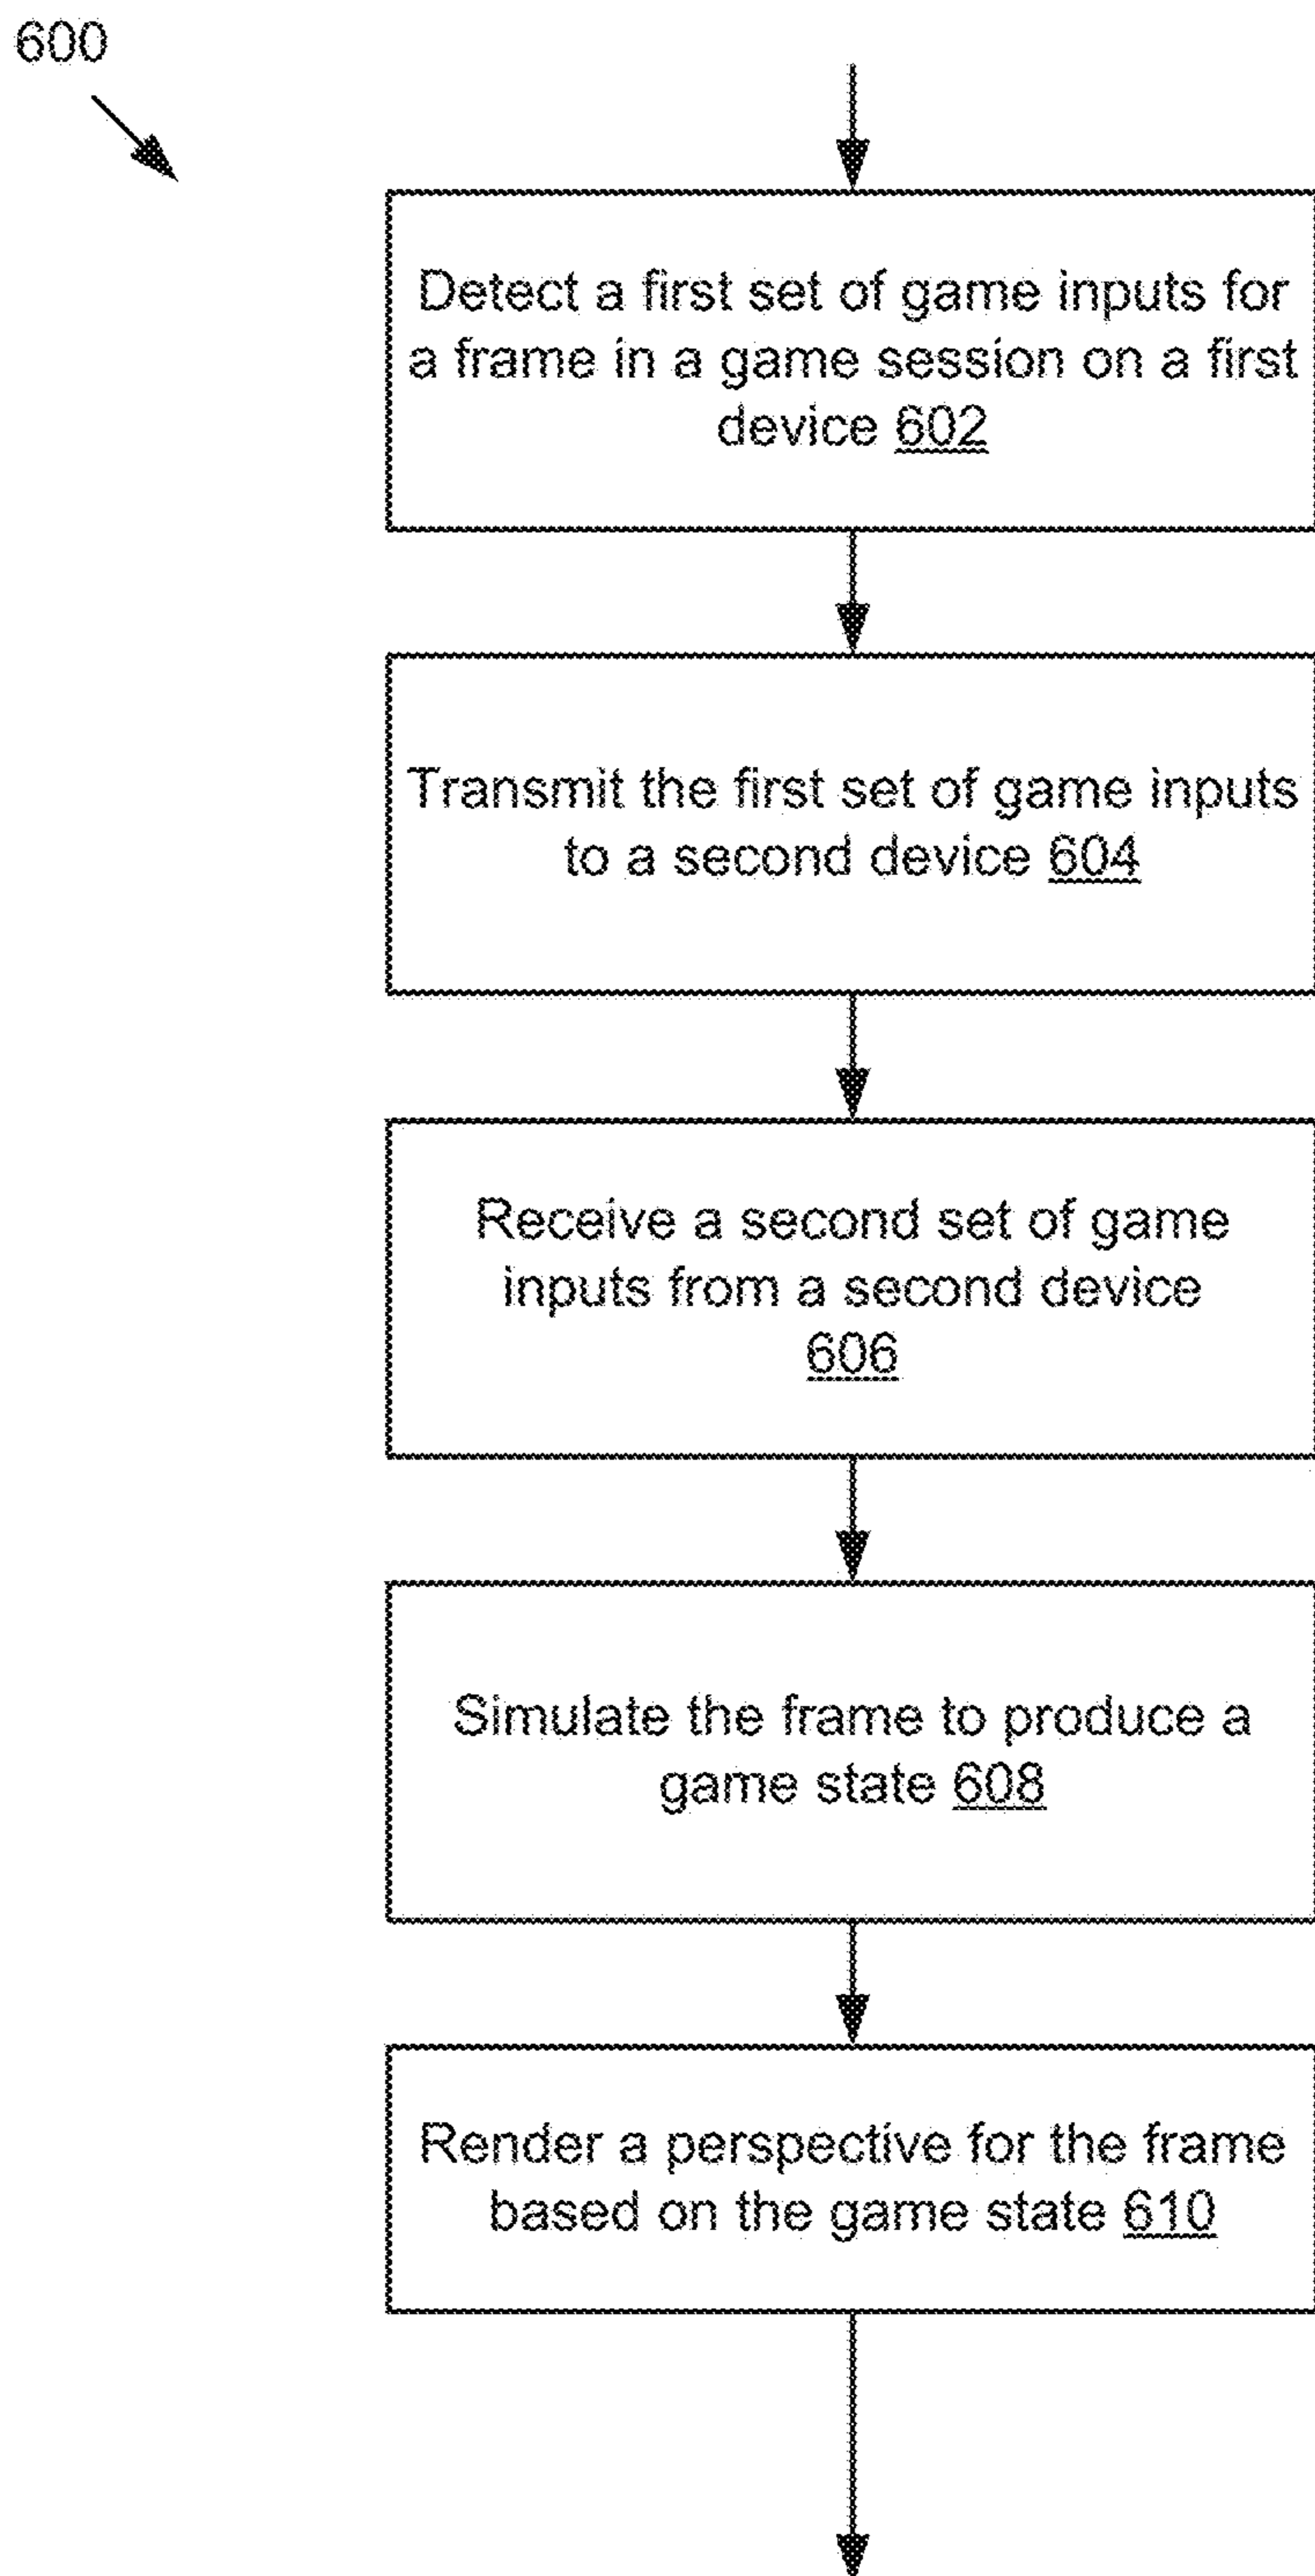 600
Detect a first set of game inputs for
a frame in a game session on a first
device 602
Transmit the first set of game inputs
to a second device 604
Receive a second set of game
inputs from a second device
606
Simulate the frame to produce a
game state 608
Render a perspective for the frame
based on the game state 610